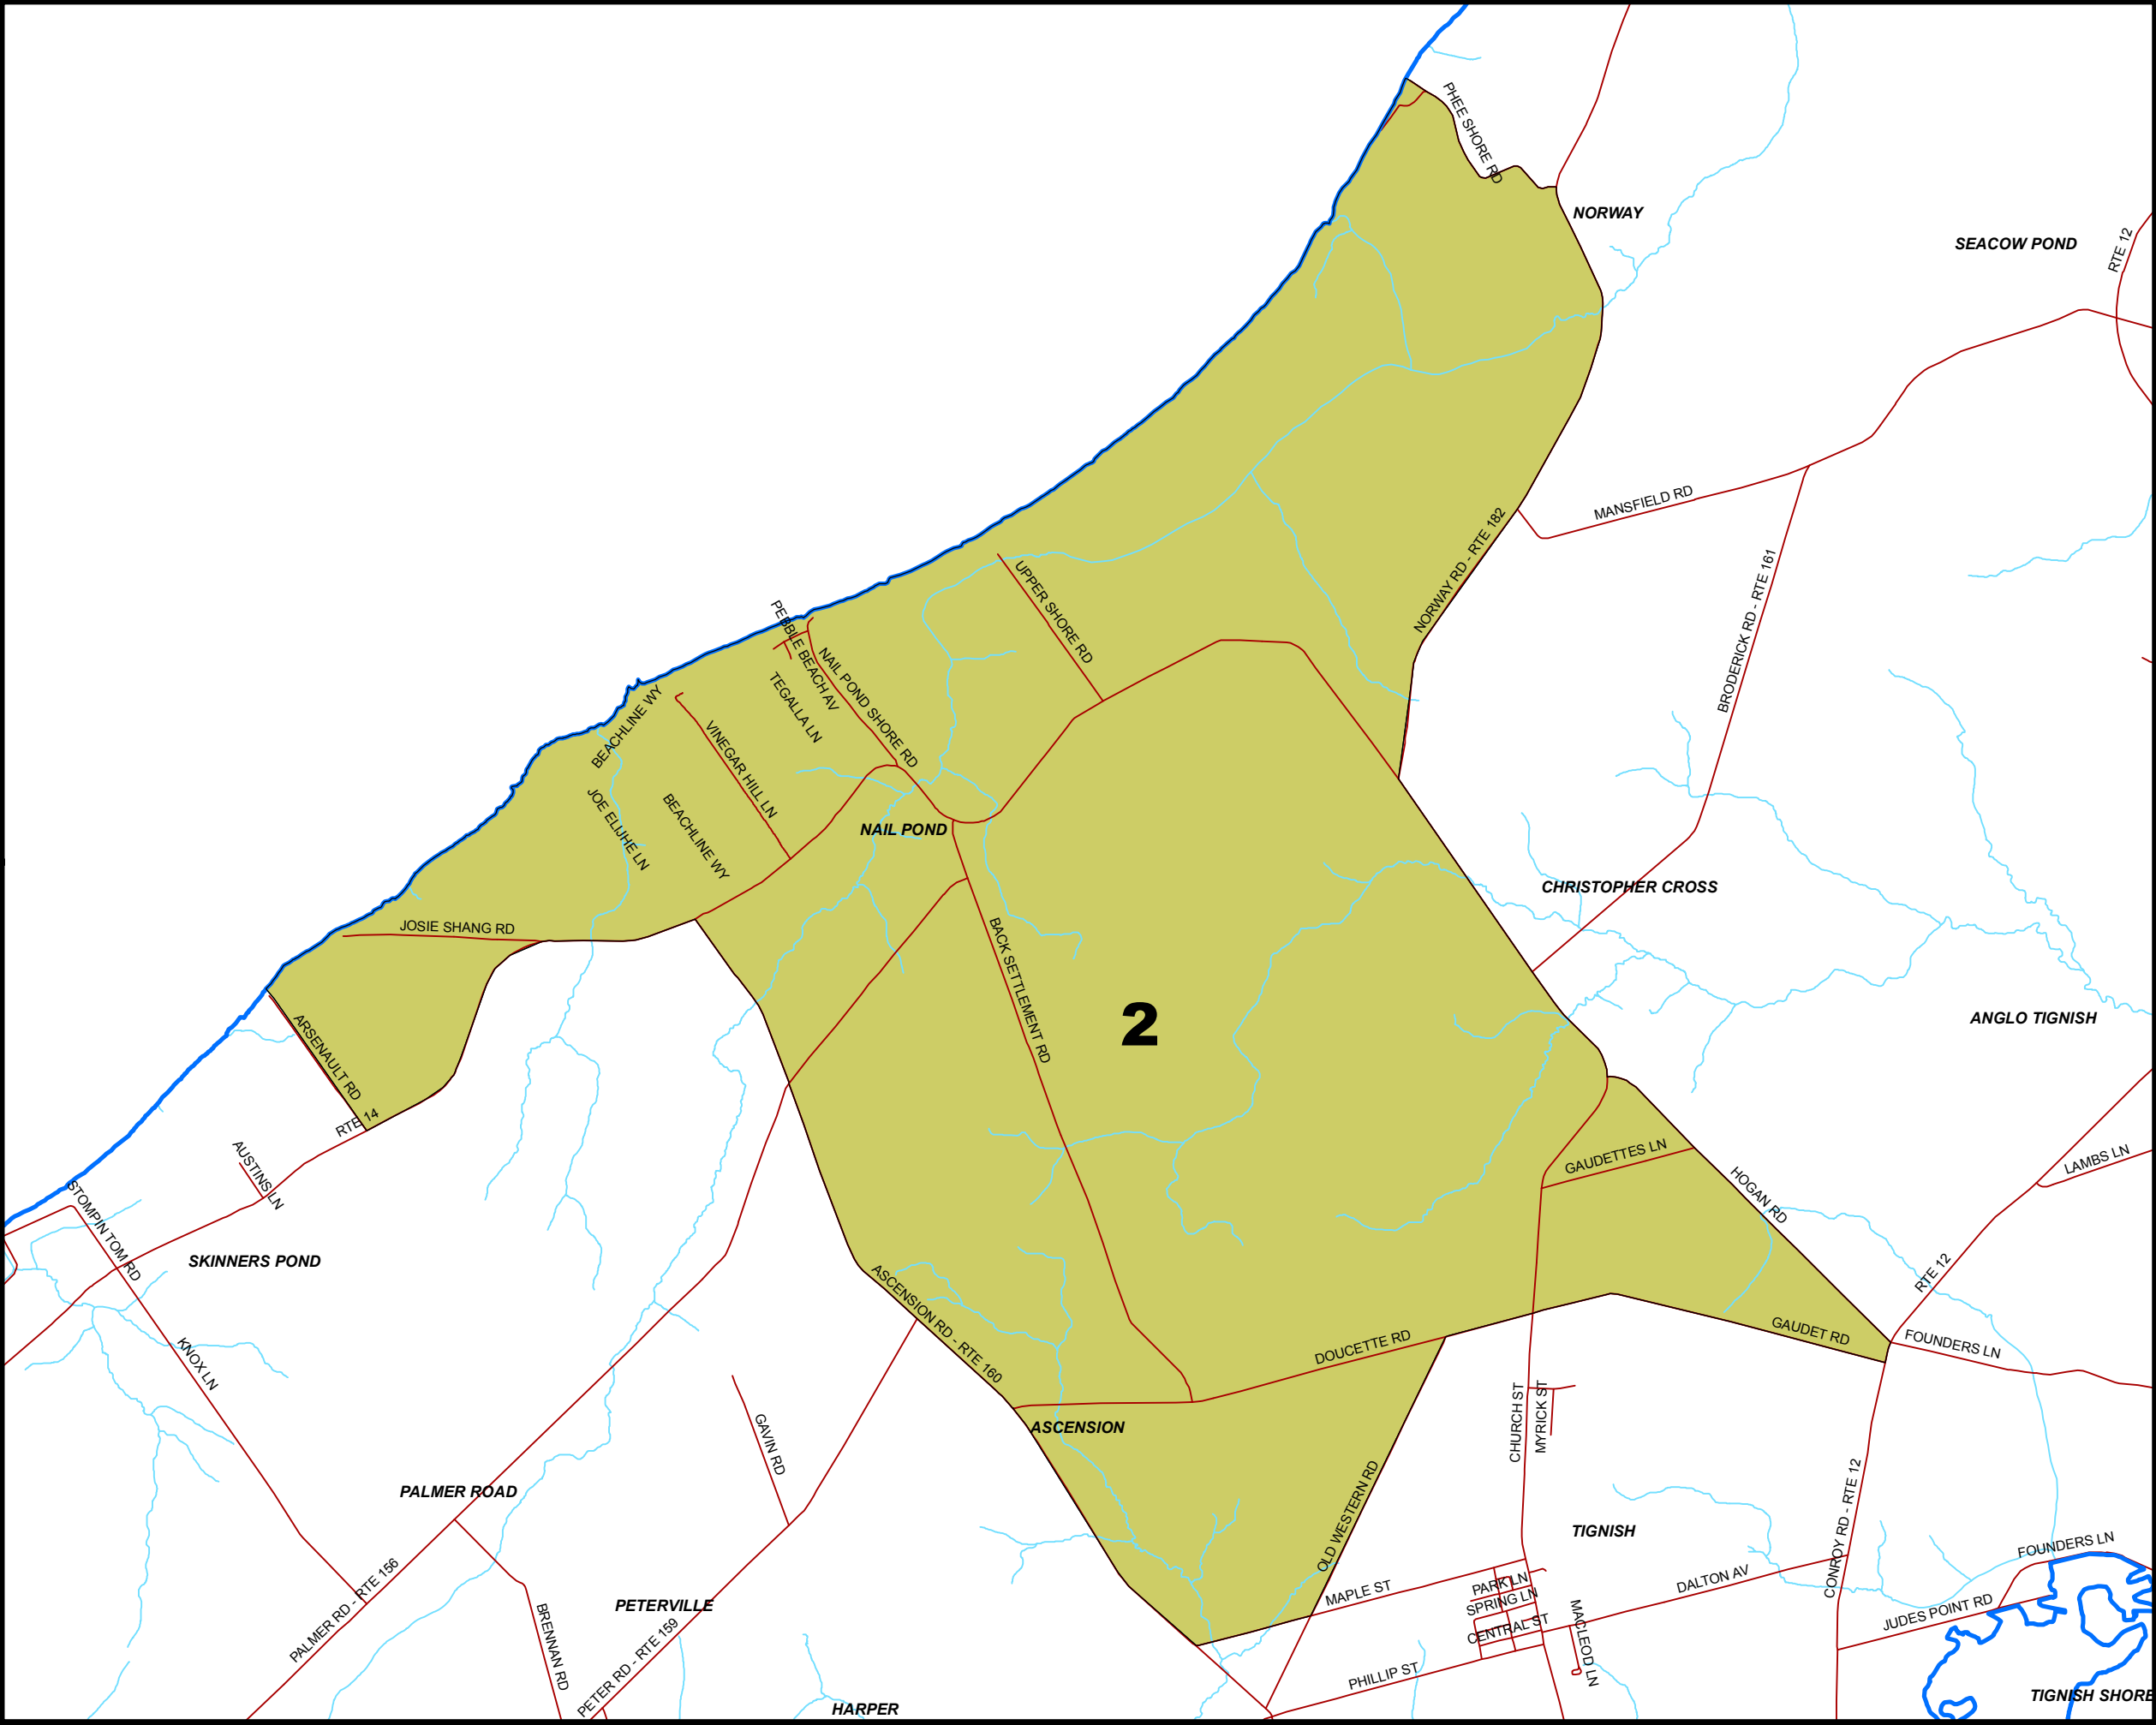 PHEE SHORE RD
NORWAY
SEACOW POND
RTE 12
MANSFIELD RD
NORWAY RD - RTE 182
BRODERICK RD - RTE 161
UPPER SHORE RD
PEBBLE BEACH AV
NAIL POND SHORE RD
TEGALLA LN
BEACHLINE WY
VINEGAR HILL LN
JOE ELIJHE LN
BEACHLINE WY
NAIL POND
CHRISTOPHER CROSS
JOSIE SHANG RD
BACK SETTLEMENT RD
2
ANGLO TIGNISH
ARSENAULT RD
RTE 14
AUSTINS LN
GAUDETTES LN
LAMBS LN
HOGAN RD
STOMPIN TOM RD
SKINNERS POND
RTE 12
ASCENSION RD - RTE 160
GAUDET RD
FOUNDERS LN
DOUCETTE RD
KNOX LN
CHURCH ST
MYRICK ST
ASCENSION
GAVIN RD
PALMER ROAD
OLD WESTERN RD
TIGNISH
CONROY RD - RTE 12
FOUNDERS LN
PALMER RD - RTE 156
MAPLE ST
PARK LN
DALTON AV
SPRING LN
PETERVILLE
JUDES POINT RD
CENTRAL ST
MACLEOD LN
BRENNAN RD
PETER RD - RTE 159
PHILLIP ST
HARPER
TIGNISH SHORE